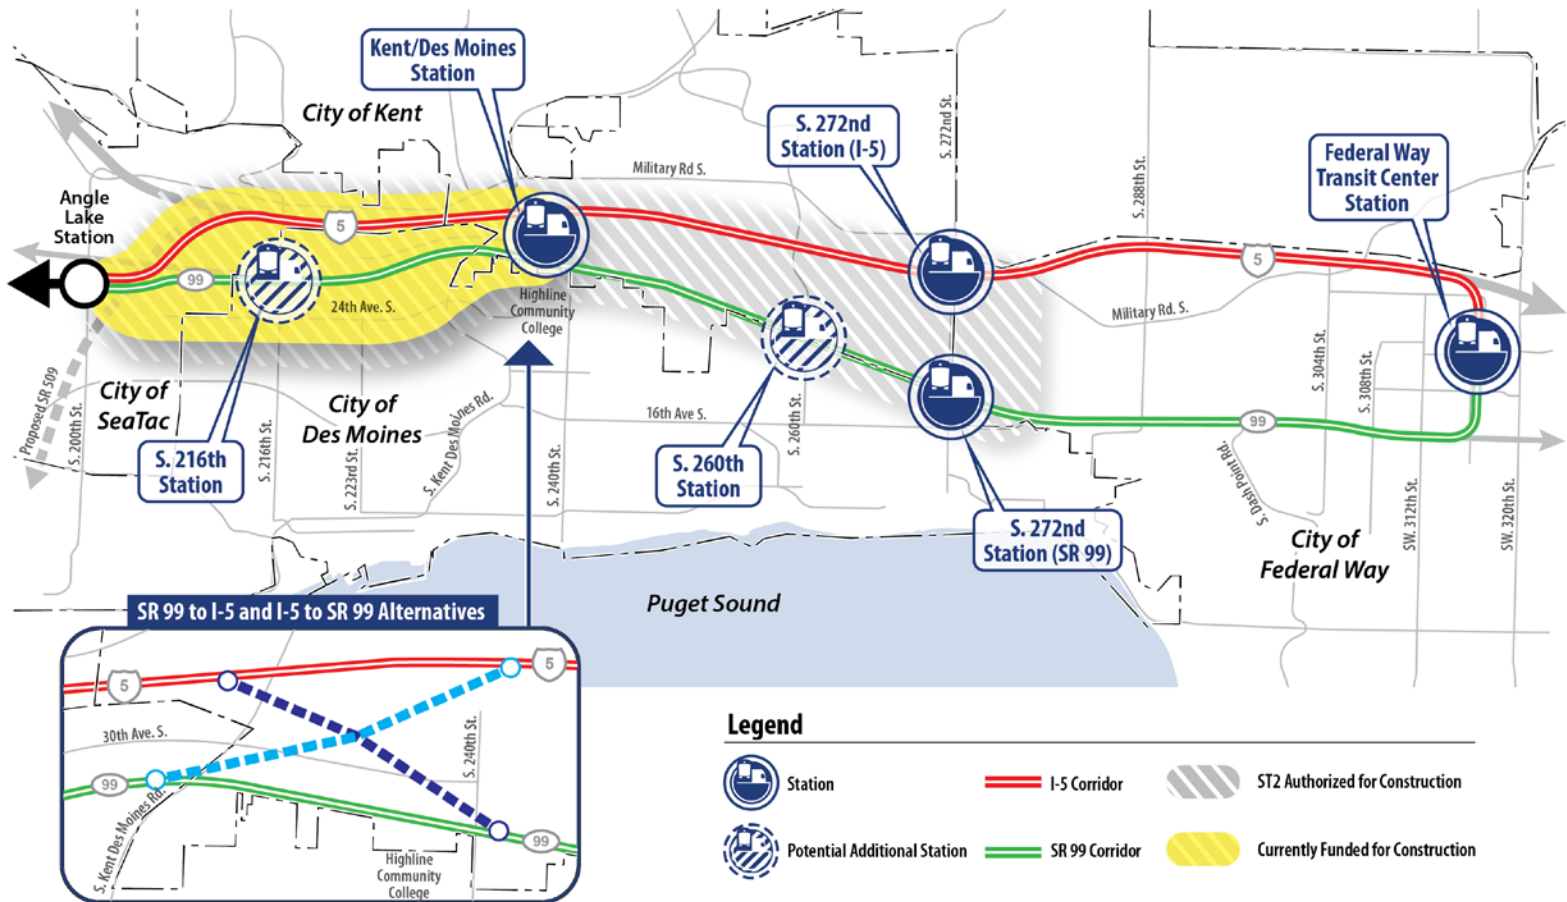 Kent/Des Moines
Station
City of Kent
S. 272nd
Station (I-5)
S. 272nd St.
Military Rd S.
S. 288th St.
Federal Way
Transit Center
Station
Angle
Lake
Station
5
5
99
24th Ave. S.
Highline
Community
College
Military Rd. S.
Proposed SR 509
S. 200th St.
City of
SeaTac
S. 216th
Station
S. 216th St.
City of
Des Moines
S. 223rd St.
S. Kent Des Moines Rd.
S. 240th St.
16th Ave S.
S. 260th
Station
S. 260th St.
S. 272nd
Station (SR 99)
99
S. Dash Point Rd.
S. 304th St.
S. 308th St.
SW. 312th St.
SW. 320th St.
City of
Federal Way
Puget Sound
SR 99 to I-5 and I-5 to SR 99 Alternatives
5
5
30th Ave. S.
S. 240th St.
99
99
S. Kent Des Moines Rd.
Highline
Community
College
Legend
Station
I-5 Corridor
ST2 Authorized for Construction
Potential Additional Station
SR 99 Corridor
Currently Funded for Construction